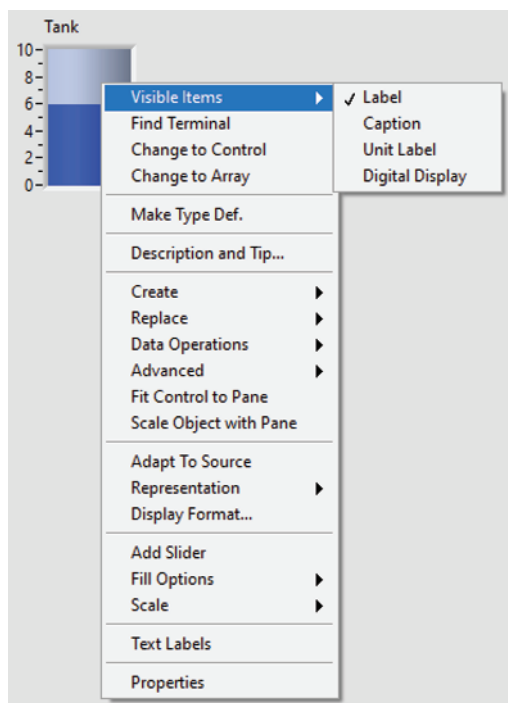 Tank
10
8
6
4
2
0
Visible Items
Find Terminal
Change to Control
Change to Array
Make Type Def.
Description and Tip...
Create
Replace
Data Operations
Advanced
Fit Control to Pane
Scale Object with Pane
Adapt To Source
Representation
Display Format...
Add Slider
Fill Options
Scale
Text Labels
Properties
✓ Label
Caption
Unit Label
Digital Display